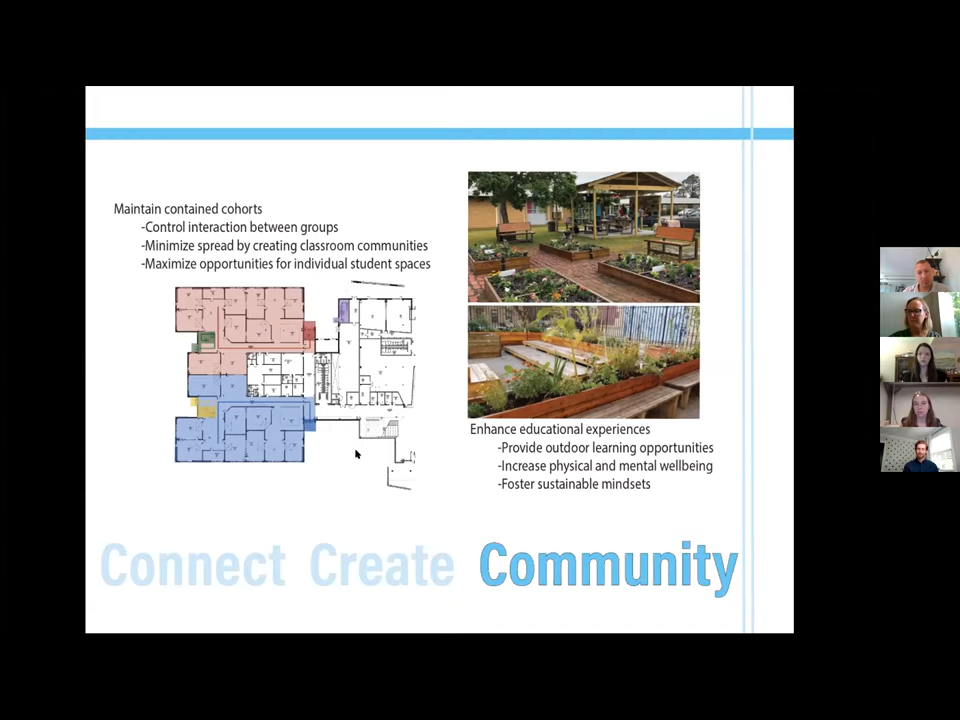 Maintain contained cohorts
-Control interaction between groups
-Minimize spread by creating classroom communities
-Maximize opportunities for individual student spaces
Enhance educational experiences
-Provide outdoor learning opportunities
-Increase physical and mental wellbeing
-Foster sustainable mindsets
Connect Create Community